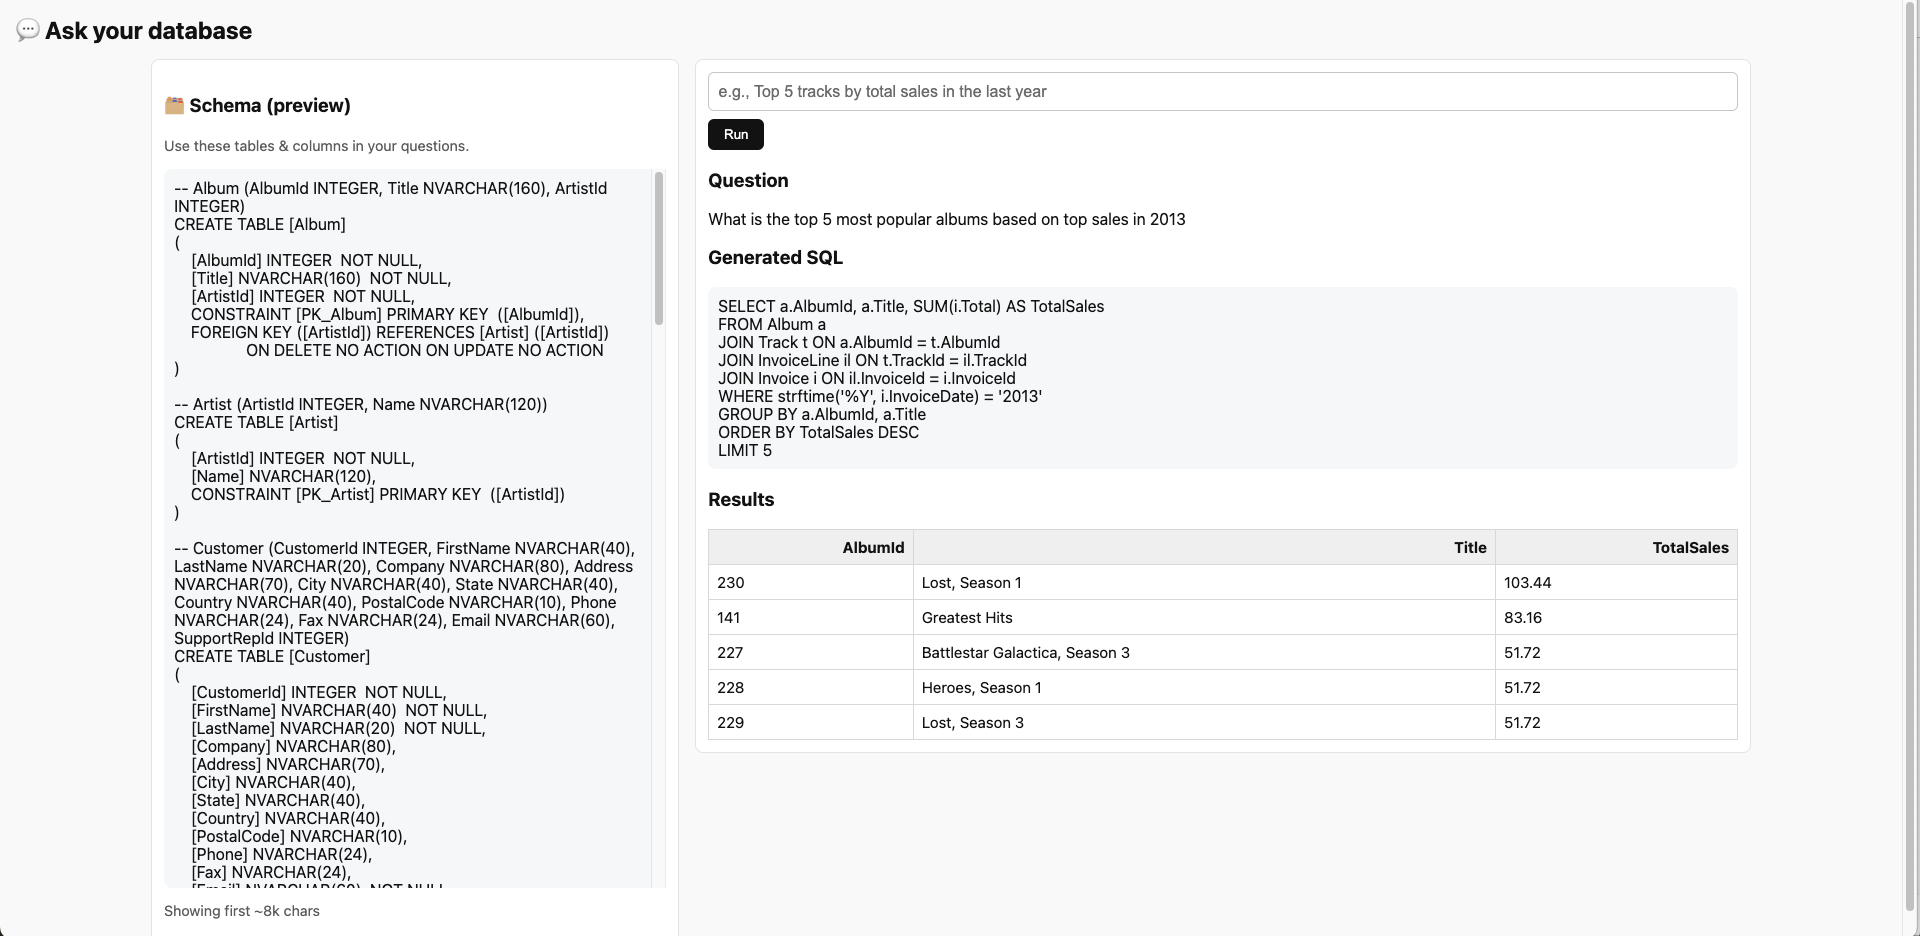 💬 Ask your database
🗂️ Schema (preview)
Use these tables & columns in your questions.
-- Album (AlbumId INTEGER, Title NVARCHAR(160), ArtistId
INTEGER)
CREATE TABLE [Album]
(
[AlbumId] INTEGER  NOT NULL,
[Title] NVARCHAR(160)  NOT NULL,
[ArtistId] INTEGER  NOT NULL,
CONSTRAINT [PK_Album] PRIMARY KEY  ([AlbumId]),
FOREIGN KEY ([ArtistId]) REFERENCES [Artist] ([ArtistId])
ON DELETE NO ACTION ON UPDATE NO ACTION
)
-- Artist (ArtistId INTEGER, Name NVARCHAR(120))
CREATE TABLE [Artist]
(
[ArtistId] INTEGER  NOT NULL,
[Name] NVARCHAR(120),
CONSTRAINT [PK_Artist] PRIMARY KEY  ([ArtistId])
)
-- Customer (CustomerId INTEGER, FirstName NVARCHAR(40),
LastName NVARCHAR(20), Company NVARCHAR(80), Address
NVARCHAR(70), City NVARCHAR(40), State NVARCHAR(40),
Country NVARCHAR(40), PostalCode NVARCHAR(10), Phone
NVARCHAR(24), Fax NVARCHAR(24), Email NVARCHAR(60),
SupportRepId INTEGER)
CREATE TABLE [Customer]
(
[CustomerId] INTEGER  NOT NULL,
[FirstName] NVARCHAR(40)  NOT NULL,
[LastName] NVARCHAR(20)  NOT NULL,
[Company] NVARCHAR(80),
[Address] NVARCHAR(70),
[City] NVARCHAR(40),
[State] NVARCHAR(40),
[Country] NVARCHAR(40),
[PostalCode] NVARCHAR(10),
[Phone] NVARCHAR(24),
[Fax] NVARCHAR(24),
[Email] NVARCHAR(60)  NOT NULL,
Showing first ~8k chars
e.g., Top 5 tracks by total sales in the last year
Run
Question
What is the top 5 most popular albums based on top sales in 2013
Generated SQL
SELECT a.AlbumId, a.Title, SUM(i.Total) AS TotalSales
FROM Album a
JOIN Track t ON a.AlbumId = t.AlbumId
JOIN InvoiceLine il ON t.TrackId = il.TrackId
JOIN Invoice i ON il.InvoiceId = i.InvoiceId
WHERE strftime('%Y', i.InvoiceDate) = '2013'
GROUP BY a.AlbumId, a.Title
ORDER BY TotalSales DESC
LIMIT 5
Results
AlbumId Title TotalSales
230 Lost, Season 1 103.44
141 Greatest Hits 83.16
227 Battlestar Galactica, Season 3 51.72
228 Heroes, Season 1 51.72
229 Lost, Season 3 51.72